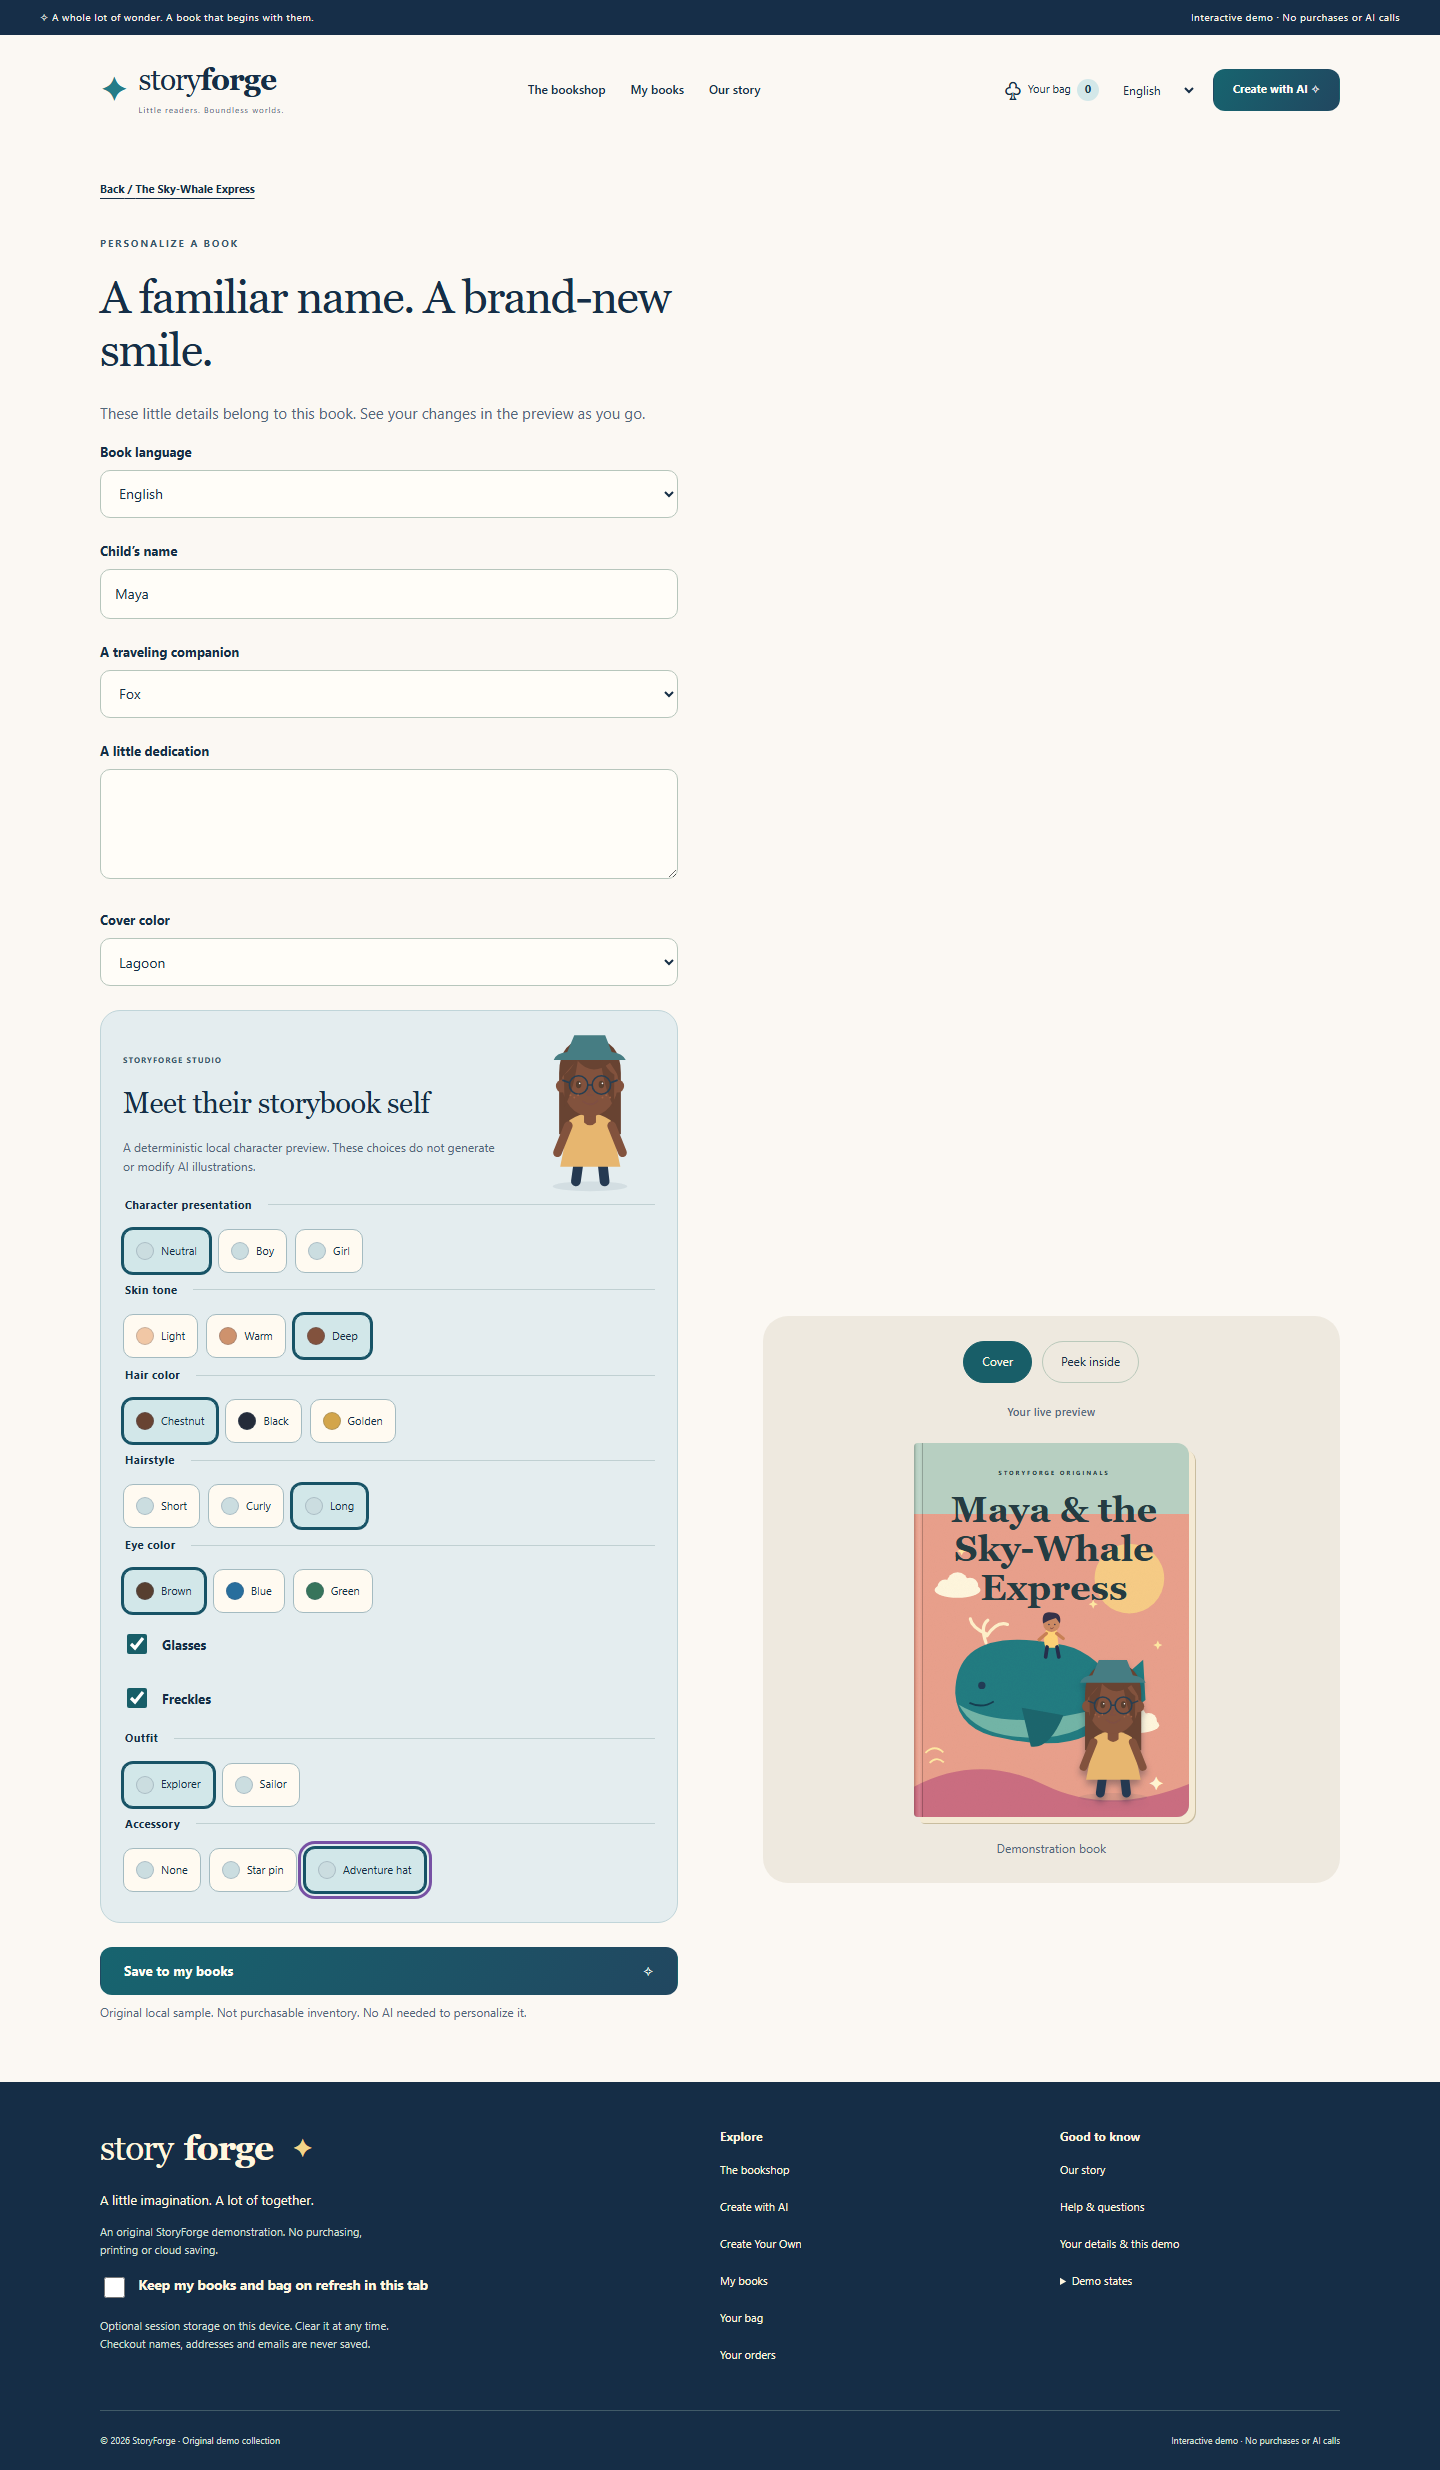 ✧ A whole lot of wonder. A book that begins with them.
Interactive demo · No purchases or AI calls
storyforge
Little readers. Boundless worlds.
The bookshop
My books
Our story
Your bag 0
English
Create with AI ✧
Back / The Sky-Whale Express
PERSONALIZE A BOOK
A familiar name. A brand-new
smile.
These little details belong to this book. See your changes in the preview as you go.
Book language
English
Child's name
Maya
A traveling companion
Fox
A little dedication
Cover color
Lagoon
STORYFORGE STUDIO
Meet their storybook self
A deterministic local character preview. These choices do not generate
or modify AI illustrations.
Character presentation
Neutral
Boy
Girl
Skin tone
Light
Warm
Deep
Hair color
Chestnut
Black
Golden
Hairstyle
Short
Curly
Long
Eye color
Brown
Blue
Green
Glasses
Freckles
Outfit
Explorer
Sailor
Accessory
None
Star pin
Adventure hat
Save to my books ✧
Original local sample. Not purchasable inventory. No AI needed to personalize it.
Cover
Peek inside
Your live preview
STORYFORGE ORIGINALS
Maya & the
Sky-Whale
Express
Demonstration book
story forge
A little imagination. A lot of together.
An original StoryForge demonstration. No purchasing,
printing or cloud saving.
Keep my books and bag on refresh in this tab
Optional session storage on this device. Clear it at any time.
Checkout names, addresses and emails are never saved.
Explore
The bookshop
Create with AI
Create Your Own
My books
Your bag
Your orders
Good to know
Our story
Help & questions
Your details & this demo
Demo states
© 2026 StoryForge · Original demo collection
Interactive demo · No purchases or AI calls